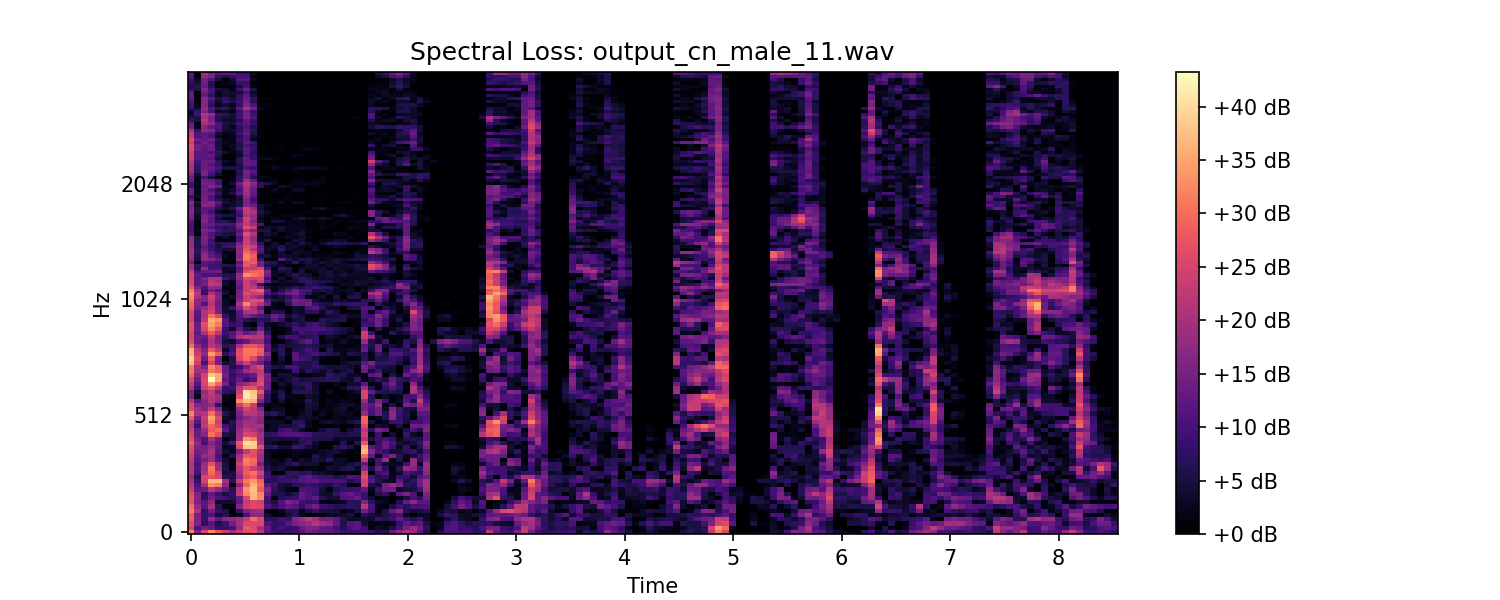 Spectral Loss: output_cn_male_11.wav
Hz
2048
1024
512
0
0 1 2 3 4 5 6 7 8
Time
+40 dB
+35 dB
+30 dB
+25 dB
+20 dB
+15 dB
+10 dB
+5 dB
+0 dB